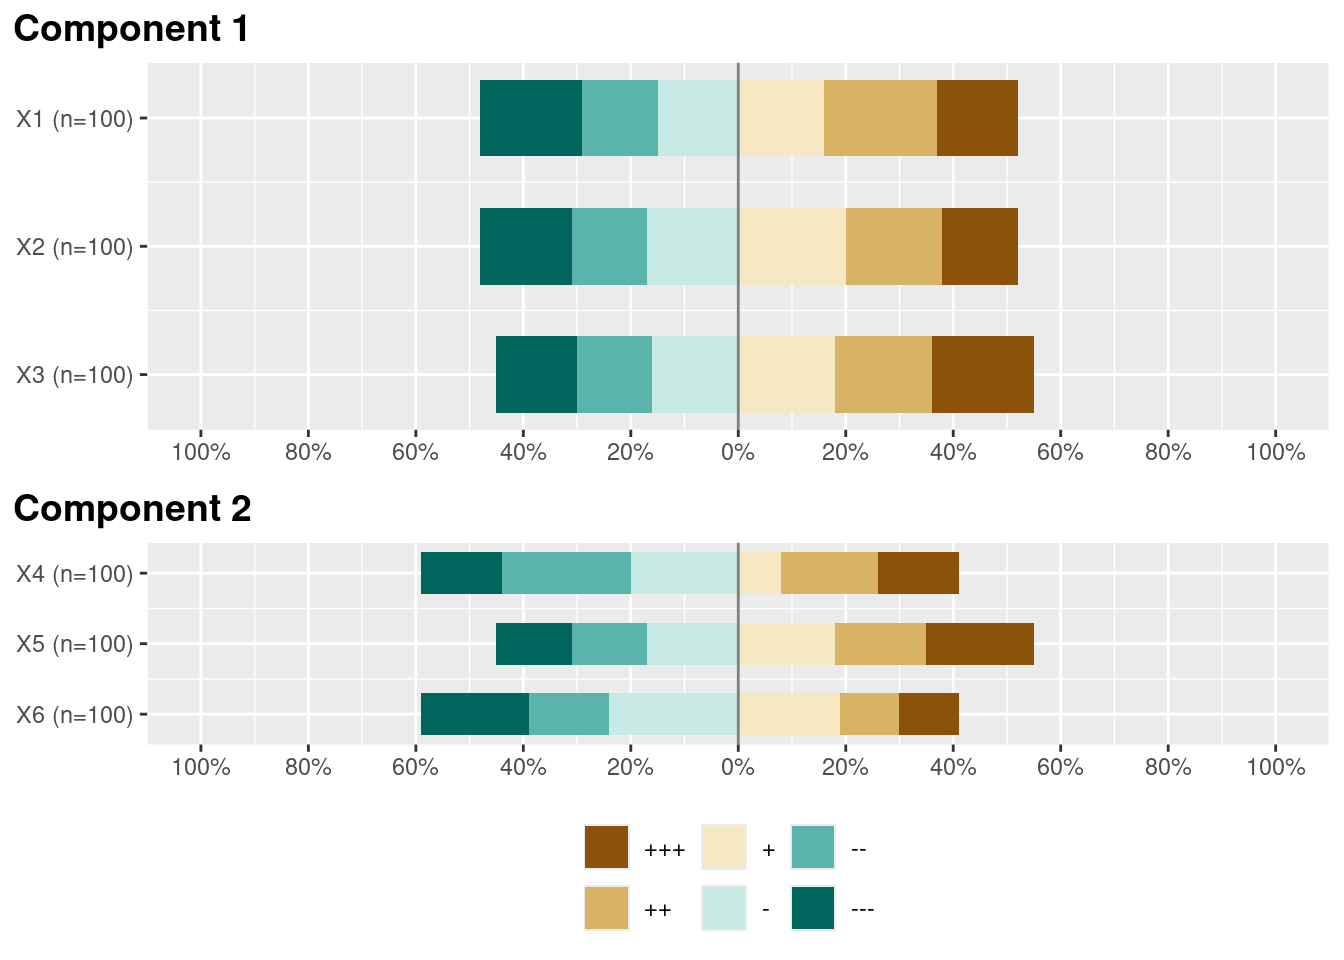 Component 1
X1 (n=100)
X2 (n=100)
X3 (n=100)
100% 80% 60% 40% 20% 0% 20% 40% 60% 80% 100%
Component 2
X4 (n=100)
X5 (n=100)
X6 (n=100)
100% 80% 60% 40% 20% 0% 20% 40% 60% 80% 100%
+++ + --
++ - ---